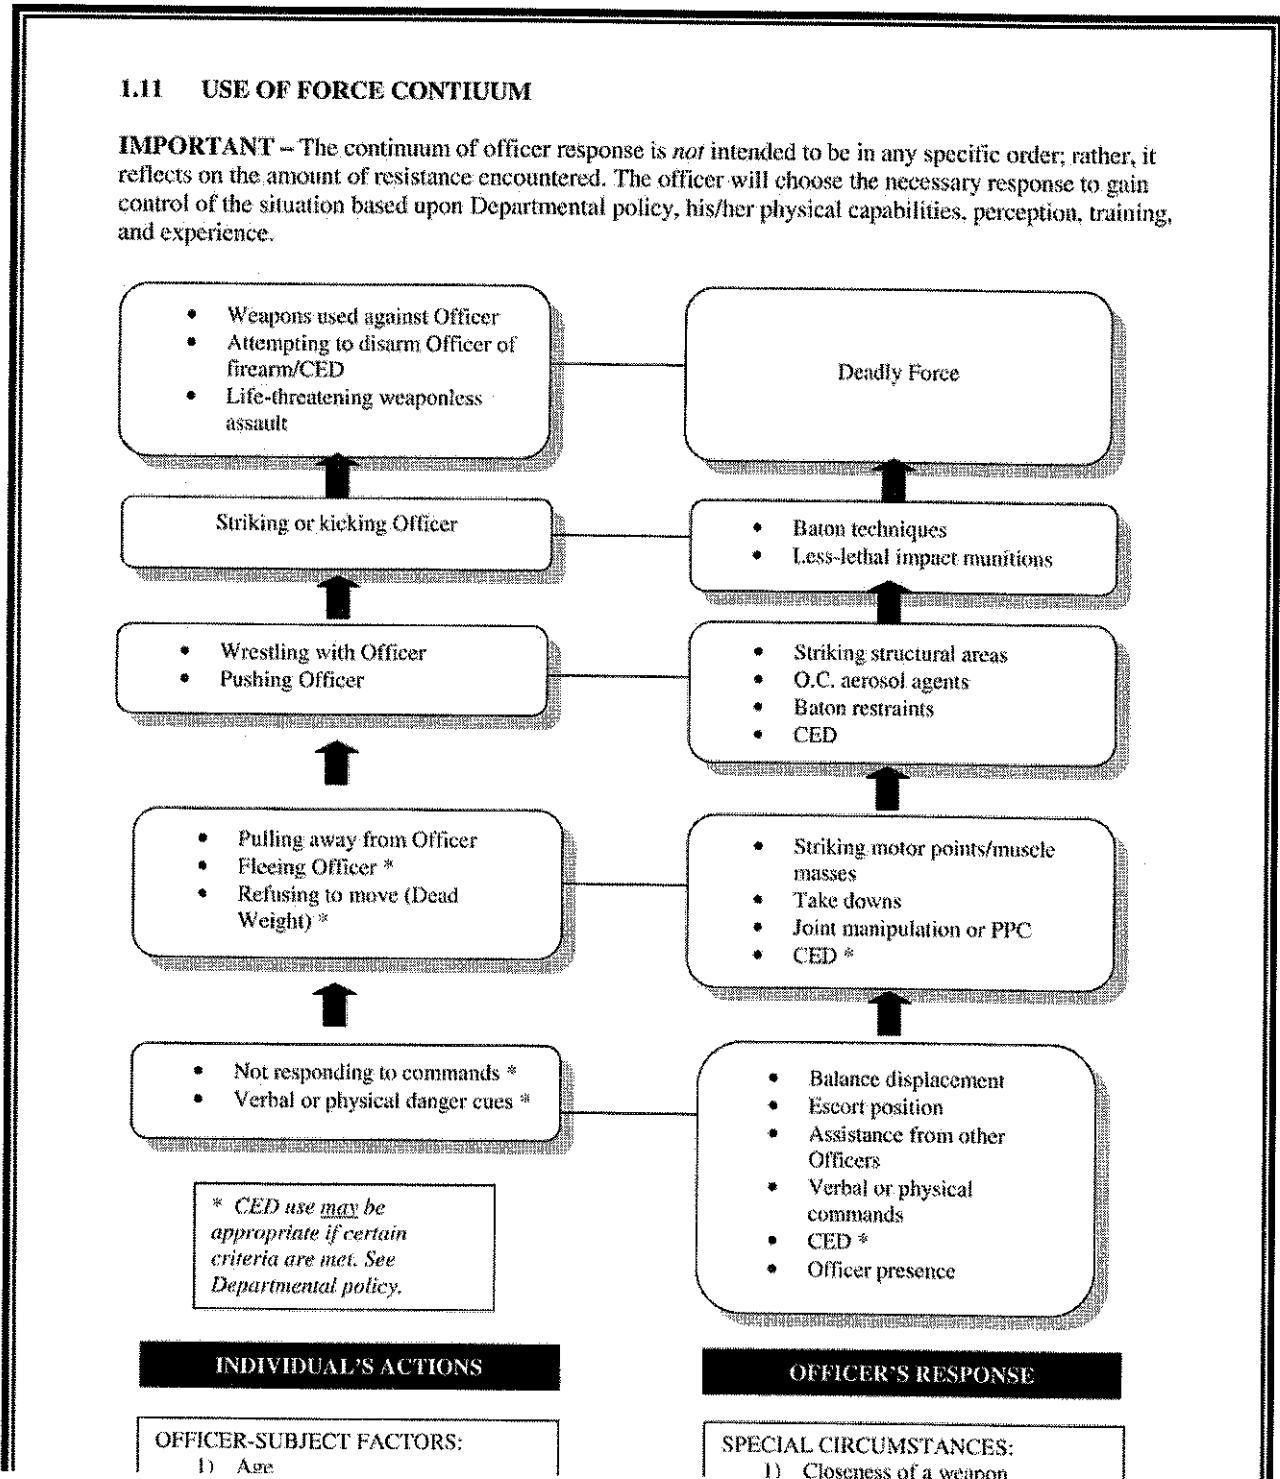 1.11 USE OF FORCE CONTIUUM
IMPORTANT – The continuum of officer response is not intended to be in any specific order; rather, it
reflects on the amount of resistance encountered. The officer will choose the necessary response to gain
control of the situation based upon Departmental policy, his/her physical capabilities, perception, training,
and experience.
• Weapons used against Officer
• Attempting to disarm Officer of
firearm/CED
• Life-threatening weaponless
assault
Deadly Force
Striking or kicking Officer
• Baton techniques
• Less-lethal impact munitions
• Wrestling with Officer
• Pushing Officer
• Striking structural areas
• O.C. aerosol agents
• Baton restraints
• CED
• Pulling away from Officer
• Fleeing Officer *
• Refusing to move (Dead
Weight) *
• Striking motor points/muscle
masses
• Take downs
• Joint manipulation or PPC
• CED *
• Not responding to commands *
• Verbal or physical danger cues *
• Balance displacement
• Escort position
• Assistance from other
Officers
• Verbal or physical
commands
• CED *
• Officer presence
* CED use may be
appropriate if certain
criteria are met. See
Departmental policy.
INDIVIDUAL'S ACTIONS
OFFICER'S RESPONSE
OFFICER-SUBJECT FACTORS:
1) Age
SPECIAL CIRCUMSTANCES:
1) Closeness of a weapon